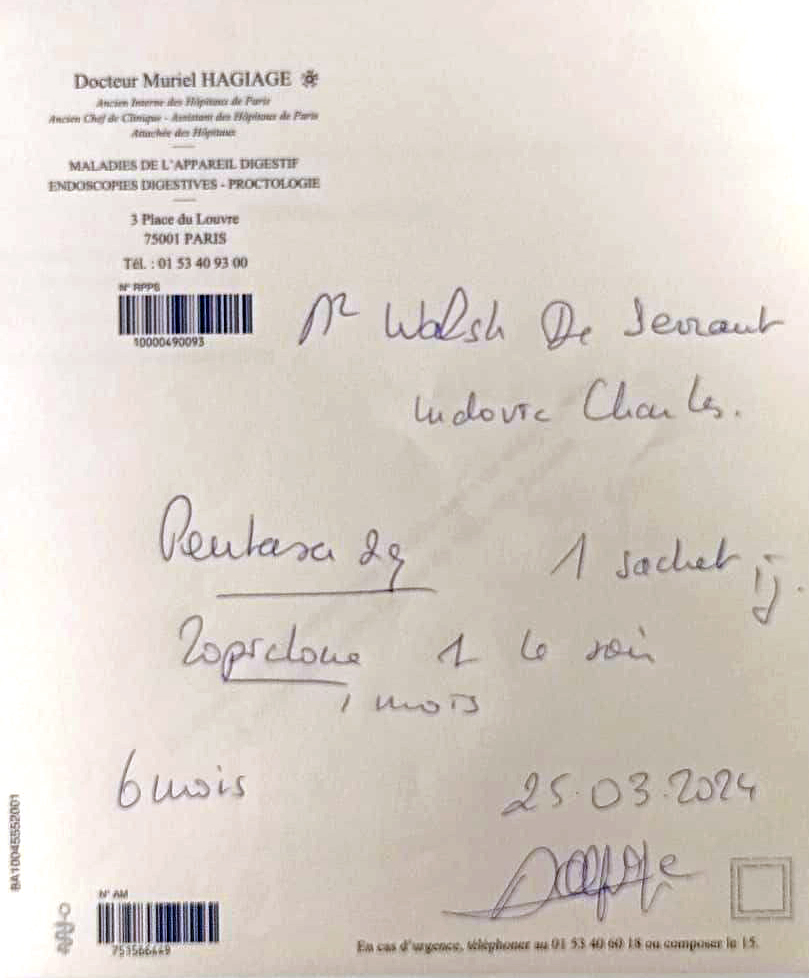 Docteur Muriel HAGIAGE
Ancien Interne des Hôpitaux de Paris
Ancien Chef de Clinique - Assistant des Hôpitaux de Paris
Attachée des Hôpitaux
MALADIES DE L'APPAREIL DIGESTIF
ENDOSCOPIES DIGESTIVES - PROCTOLOGIE
3 Place du Louvre
75001 PARIS
Tél. : 01 53 40 93 00
N° RPPS
10000490093
Mr Walsh De Serrant
Ludovic Charles.
Pentasa 2g 1 sachet /j.
Zopiclone 1 le soir
1 mois
6 mois 25.03.2024
BA10045552001
N° AM
751566449
En cas d'urgence, téléphoner au 01 53 40 60 18 ou composer le 15.